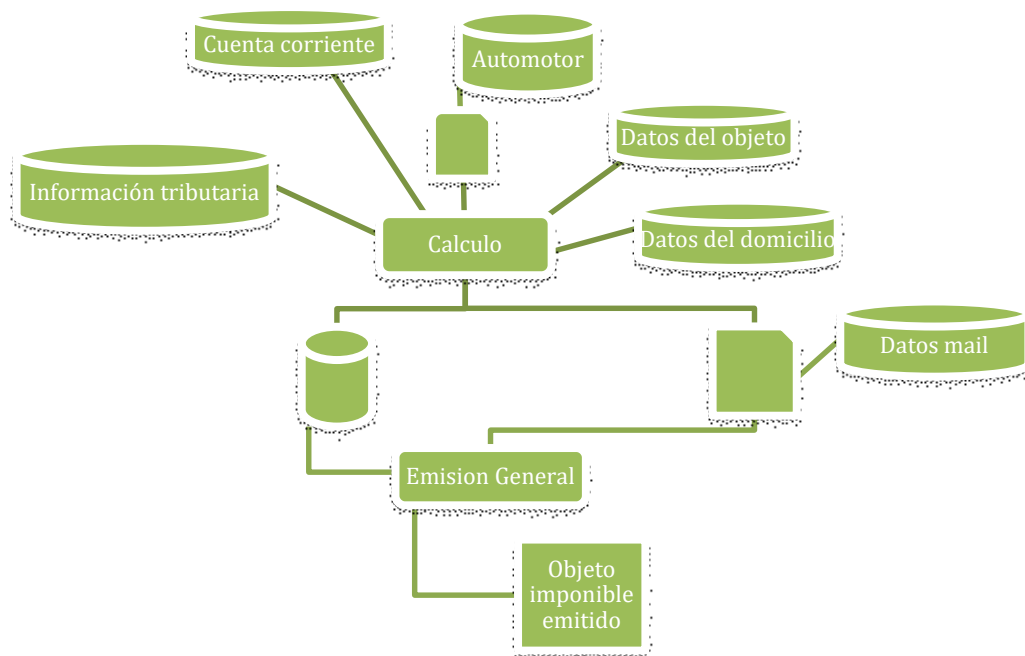 Cuenta corriente
Automotor
Datos del objeto
Información tributaria
Datos del domicilio
Calculo
Datos mail
Emision General
Objeto
imponible
emitido